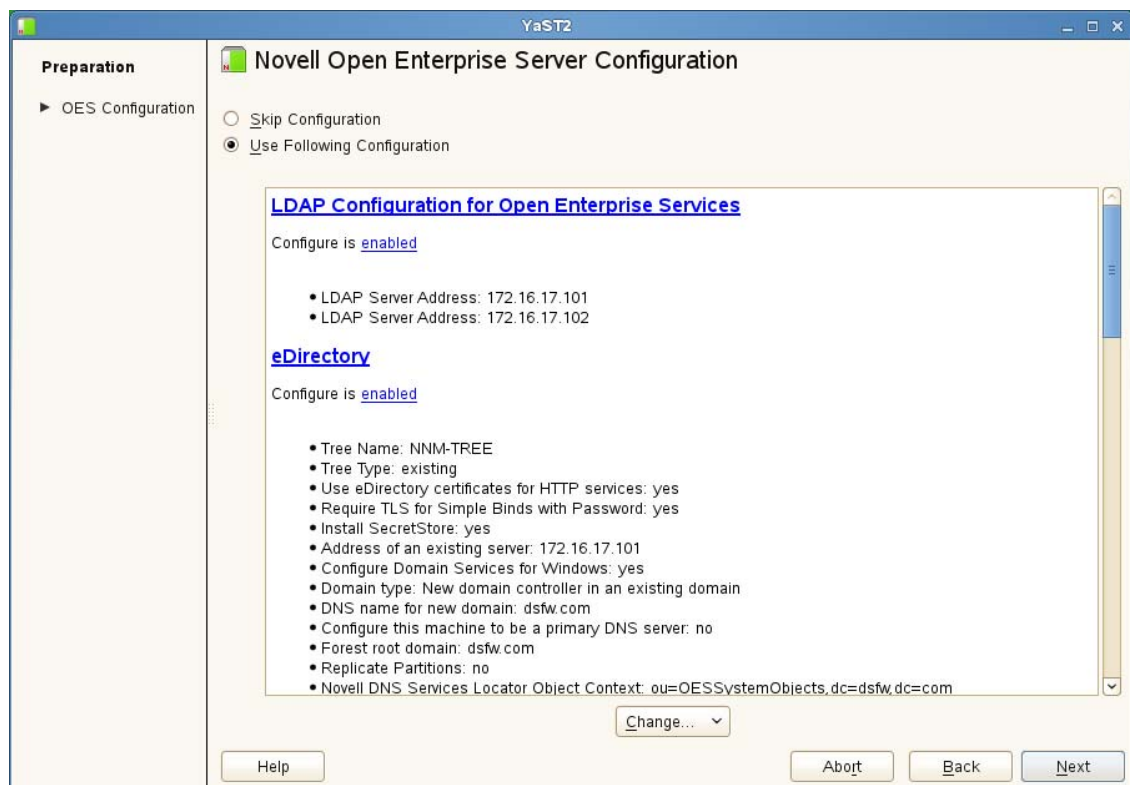 YaST2
Preparation
OES Configuration
Novell Open Enterprise Server Configuration
Skip Configuration
Use Following Configuration
LDAP Configuration for Open Enterprise Services
Configure is enabled
• LDAP Server Address: 172.16.17.101
• LDAP Server Address: 172.16.17.102
eDirectory
Configure is enabled
• Tree Name: NNM-TREE
• Tree Type: existing
• Use eDirectory certificates for HTTP services: yes
• Require TLS for Simple Binds with Password: yes
• Install SecretStore: yes
• Address of an existing server: 172.16.17.101
• Configure Domain Services for Windows: yes
• Domain type: New domain controller in an existing domain
• DNS name for new domain: dsfw.com
• Configure this machine to be a primary DNS server: no
• Forest root domain: dsfw.com
• Replicate Partitions: no
• Novell DNS Services Locator Object Context: ou=OESSystemObjects,dc=dsfw,dc=com
Change...
Help
Abort
Back
Next